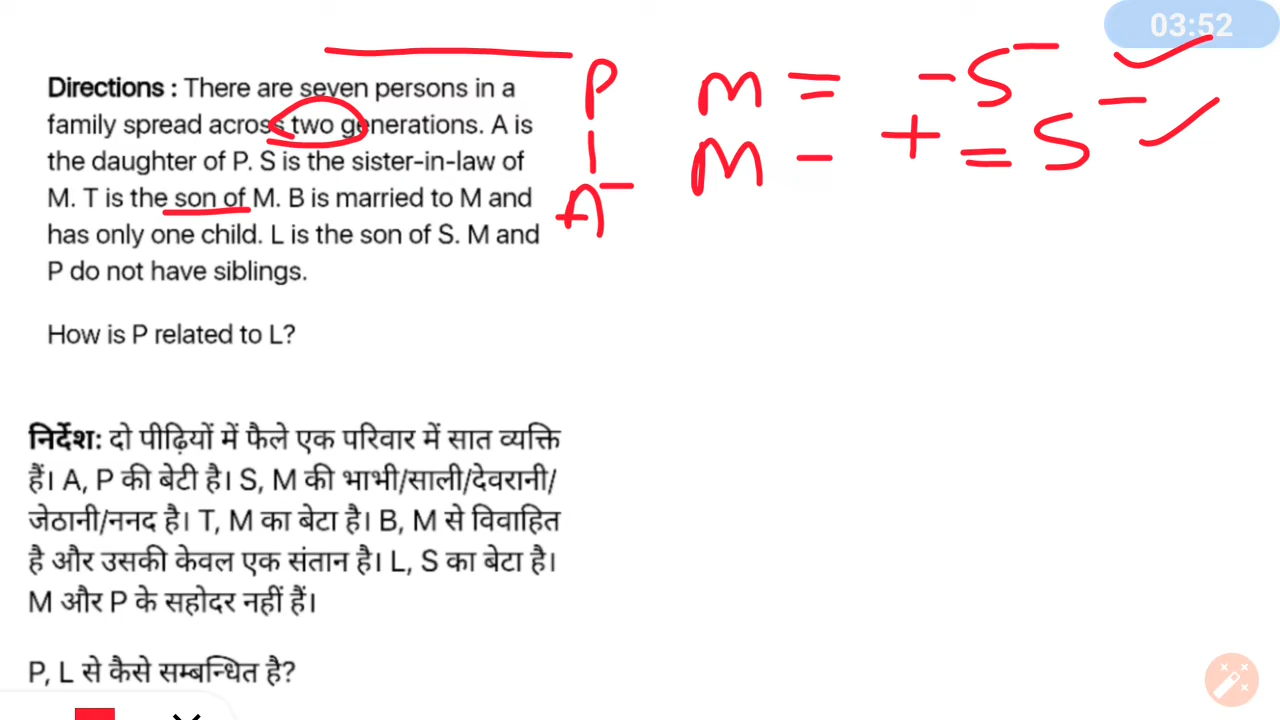 03:52
Directions : There are seven persons in a
family spread across two generations. A is
the daughter of P. S is the sister-in-law of
M. T is the son of M. B is married to M and
has only one child. L is the son of S. M and
P do not have siblings.
How is P related to L?
P
A−
M = −S−
M − + = S−
निर्देश: दो पीढ़ियों में फैले एक परिवार में सात व्यक्ति
हैं। A, P की बेटी है। S, M की भाभी/साली/देवरानी/
जेठानी/ननद है। T, M का बेटा है। B, M से विवाहित
है और उसकी केवल एक संतान है। L, S का बेटा है।
M और P के सहोदर नहीं हैं।
P, L से कैसे सम्बन्धित है?